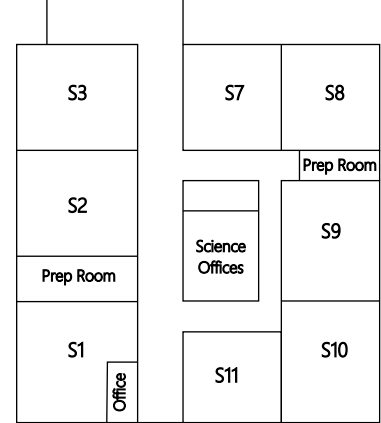 S3
S7
S8
Prep Room
S2
S9
Science
Offices
Prep Room
S1
S10
S11
Office